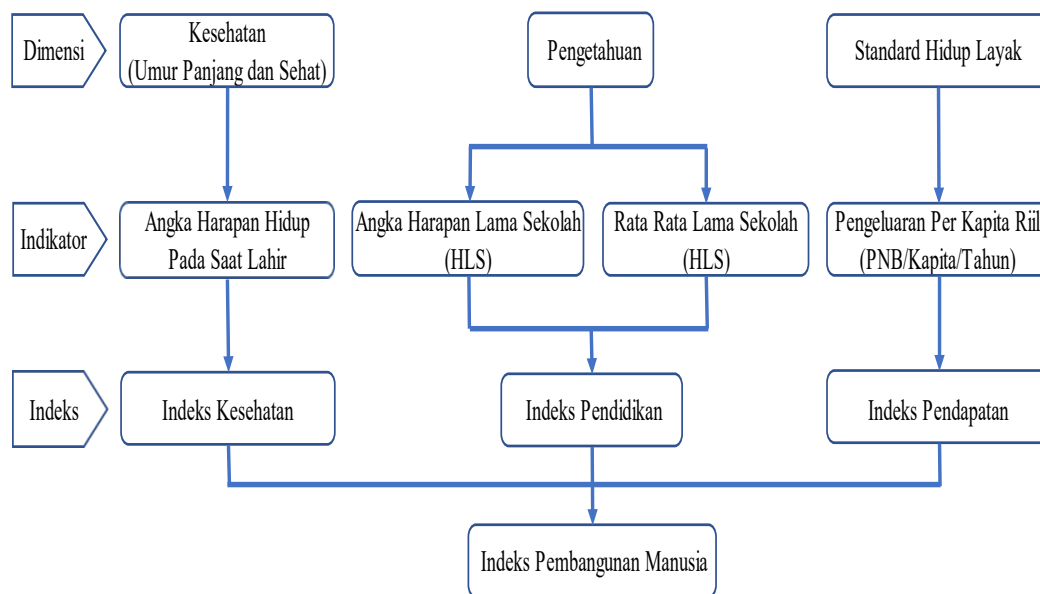 Dimensi
Kesehatan
(Umur Panjang dan Sehat)
Pengetahuan
Standard Hidup Layak
Indikator
Angka Harapan Hidup
Pada Saat Lahir
Angka Harapan Lama Sekolah
(HLS)
Rata Rata Lama Sekolah
(HLS)
Pengeluaran Per Kapita Riil
(PNB/Kapita/Tahun)
Indeks
Indeks Kesehatan
Indeks Pendidikan
Indeks Pendapatan
Indeks Pembangunan Manusia